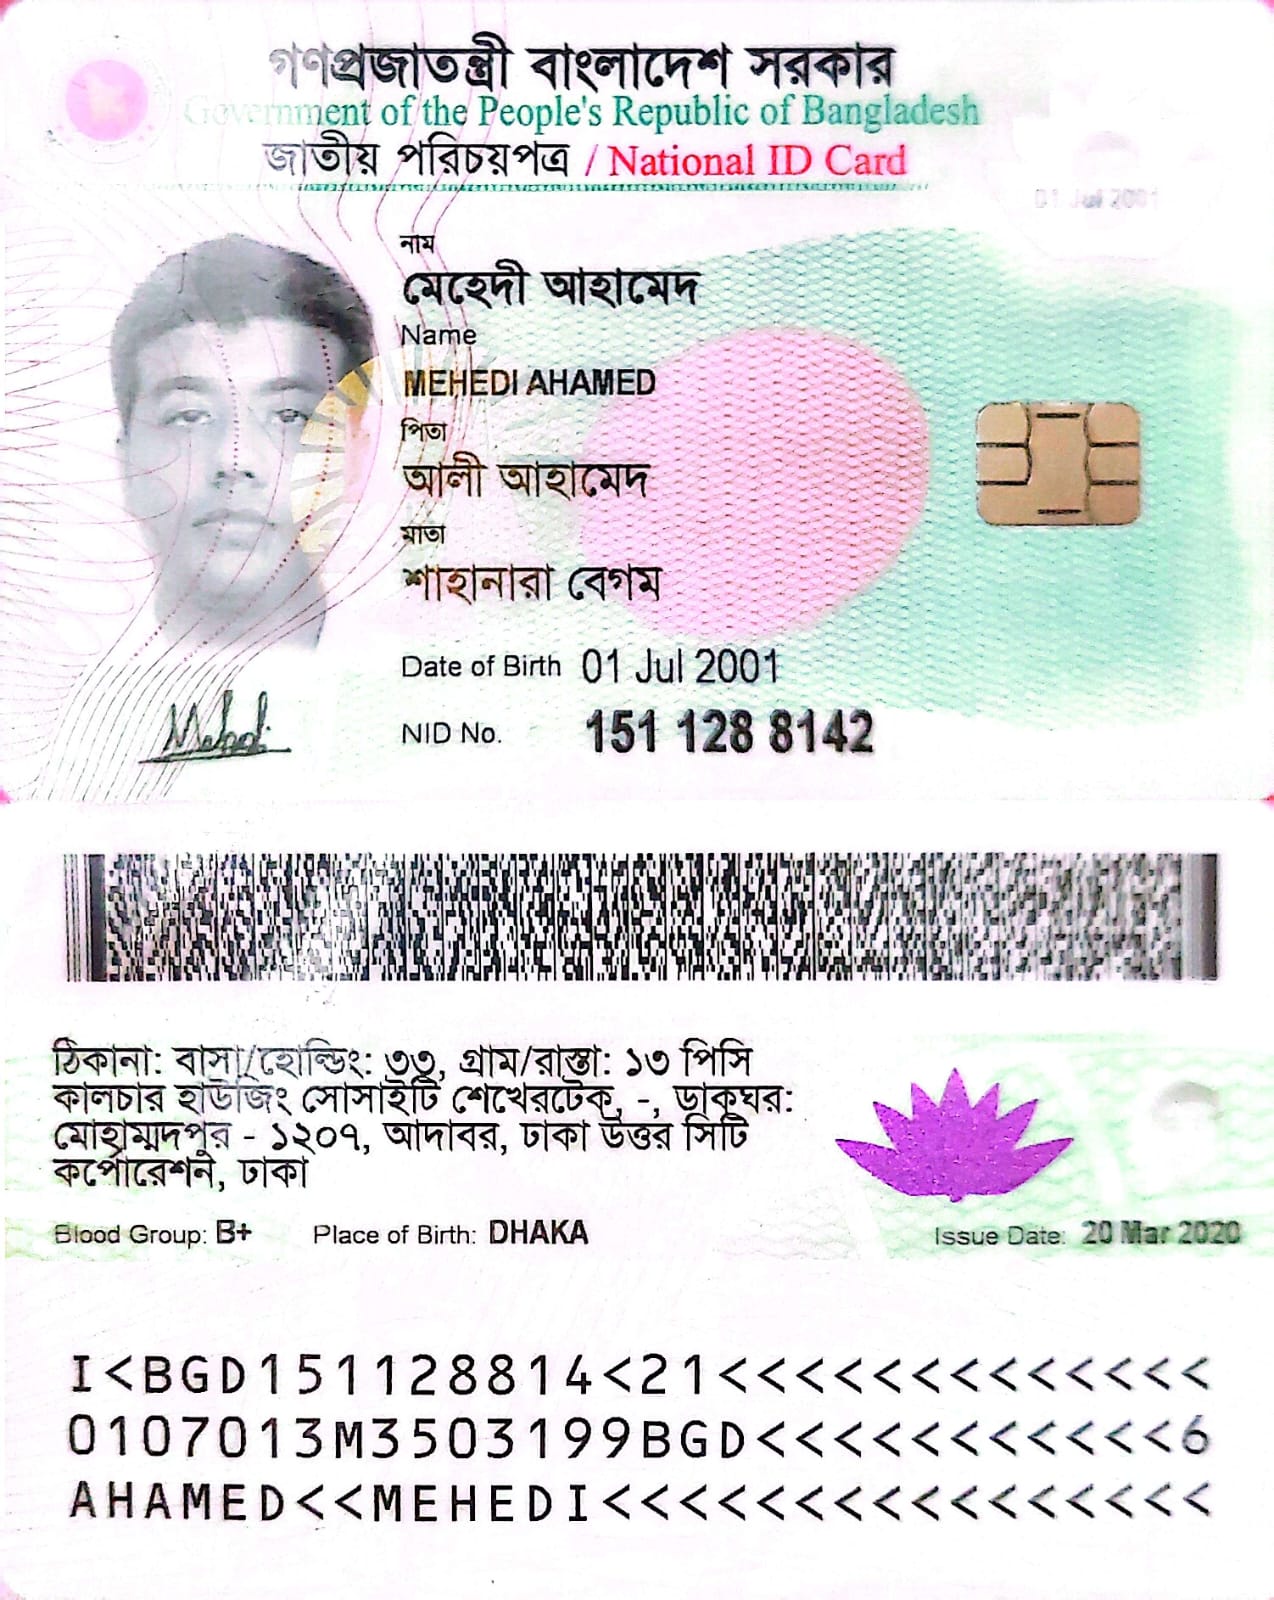 গণপ্রজাতন্ত্রী বাংলাদেশ সরকার
Government of the People's Republic of Bangladesh
জাতীয় পরিচয়পত্র / National ID Card
01 Jul 2001
নাম
মেহেদী আহামেদ
Name
MEHEDI AHAMED
পিতা
আলী আহামেদ
মাতা
শাহানারা বেগম
Date of Birth 01 Jul 2001
Mehedi
NID No. 151 128 8142
ঠিকানা: বাসা/হোল্ডিং: ৩৩, গ্রাম/রাস্তা: ১৩ পিসি
কালচার হাউজিং সোসাইটি শেখেরটেক, -, ডাকঘর:
মোহাম্মদপুর - ১২০৭, আদাবর, ঢাকা উত্তর সিটি
কর্পোরেশন, ঢাকা
Blood Group: B+ Place of Birth: DHAKA Issue Date: 20 Mar 2020
I<BGD151128814<21<<<<<<<<<<<<<
0107013M3503199BGD<<<<<<<<<<<6
AHAMED<<MEHEDI<<<<<<<<<<<<<<<<